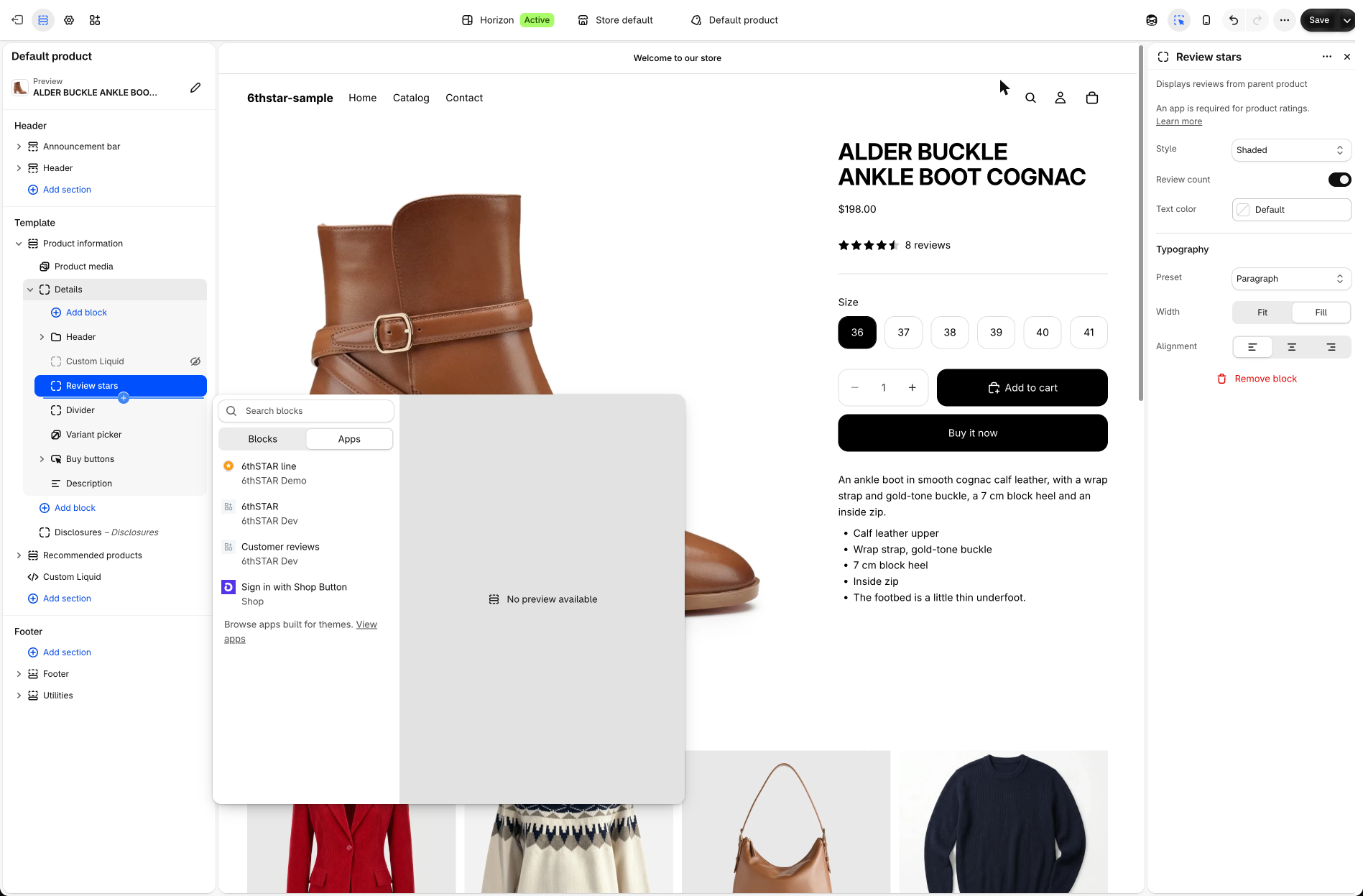 Horizon Active
Store default
Default product
Save
Default product
Preview
ALDER BUCKLE ANKLE BOO...
Header
Announcement bar
Header
Add section
Template
Product information
Product media
Details
Add block
Header
Custom Liquid
Review stars
Divider
Variant picker
Buy buttons
Description
Add block
Disclosures – Disclosures
Recommended products
Custom Liquid
Add section
Footer
Add section
Footer
Utilities
Search blocks
Blocks
Apps
6thSTAR line
6thSTAR Demo
6thSTAR
6thSTAR Dev
Customer reviews
6thSTAR Dev
Sign in with Shop Button
Shop
Browse apps built for themes. View
apps
No preview available
Welcome to our store
6thstar-sample
Home
Catalog
Contact
ALDER BUCKLE
ANKLE BOOT COGNAC
$198.00
8 reviews
Size
36
37
38
39
40
41
− 1 +
Add to cart
Buy it now
An ankle boot in smooth cognac calf leather, with a wrap
strap and gold-tone buckle, a 7 cm block heel and an
inside zip.
• Calf leather upper
• Wrap strap, gold-tone buckle
• 7 cm block heel
• Inside zip
• The footbed is a little thin underfoot.
Review stars
Displays reviews from parent product
An app is required for product ratings.
Learn more
Style
Shaded
Review count
Text color
Default
Typography
Preset
Paragraph
Width
Fit
Fill
Alignment
Remove block